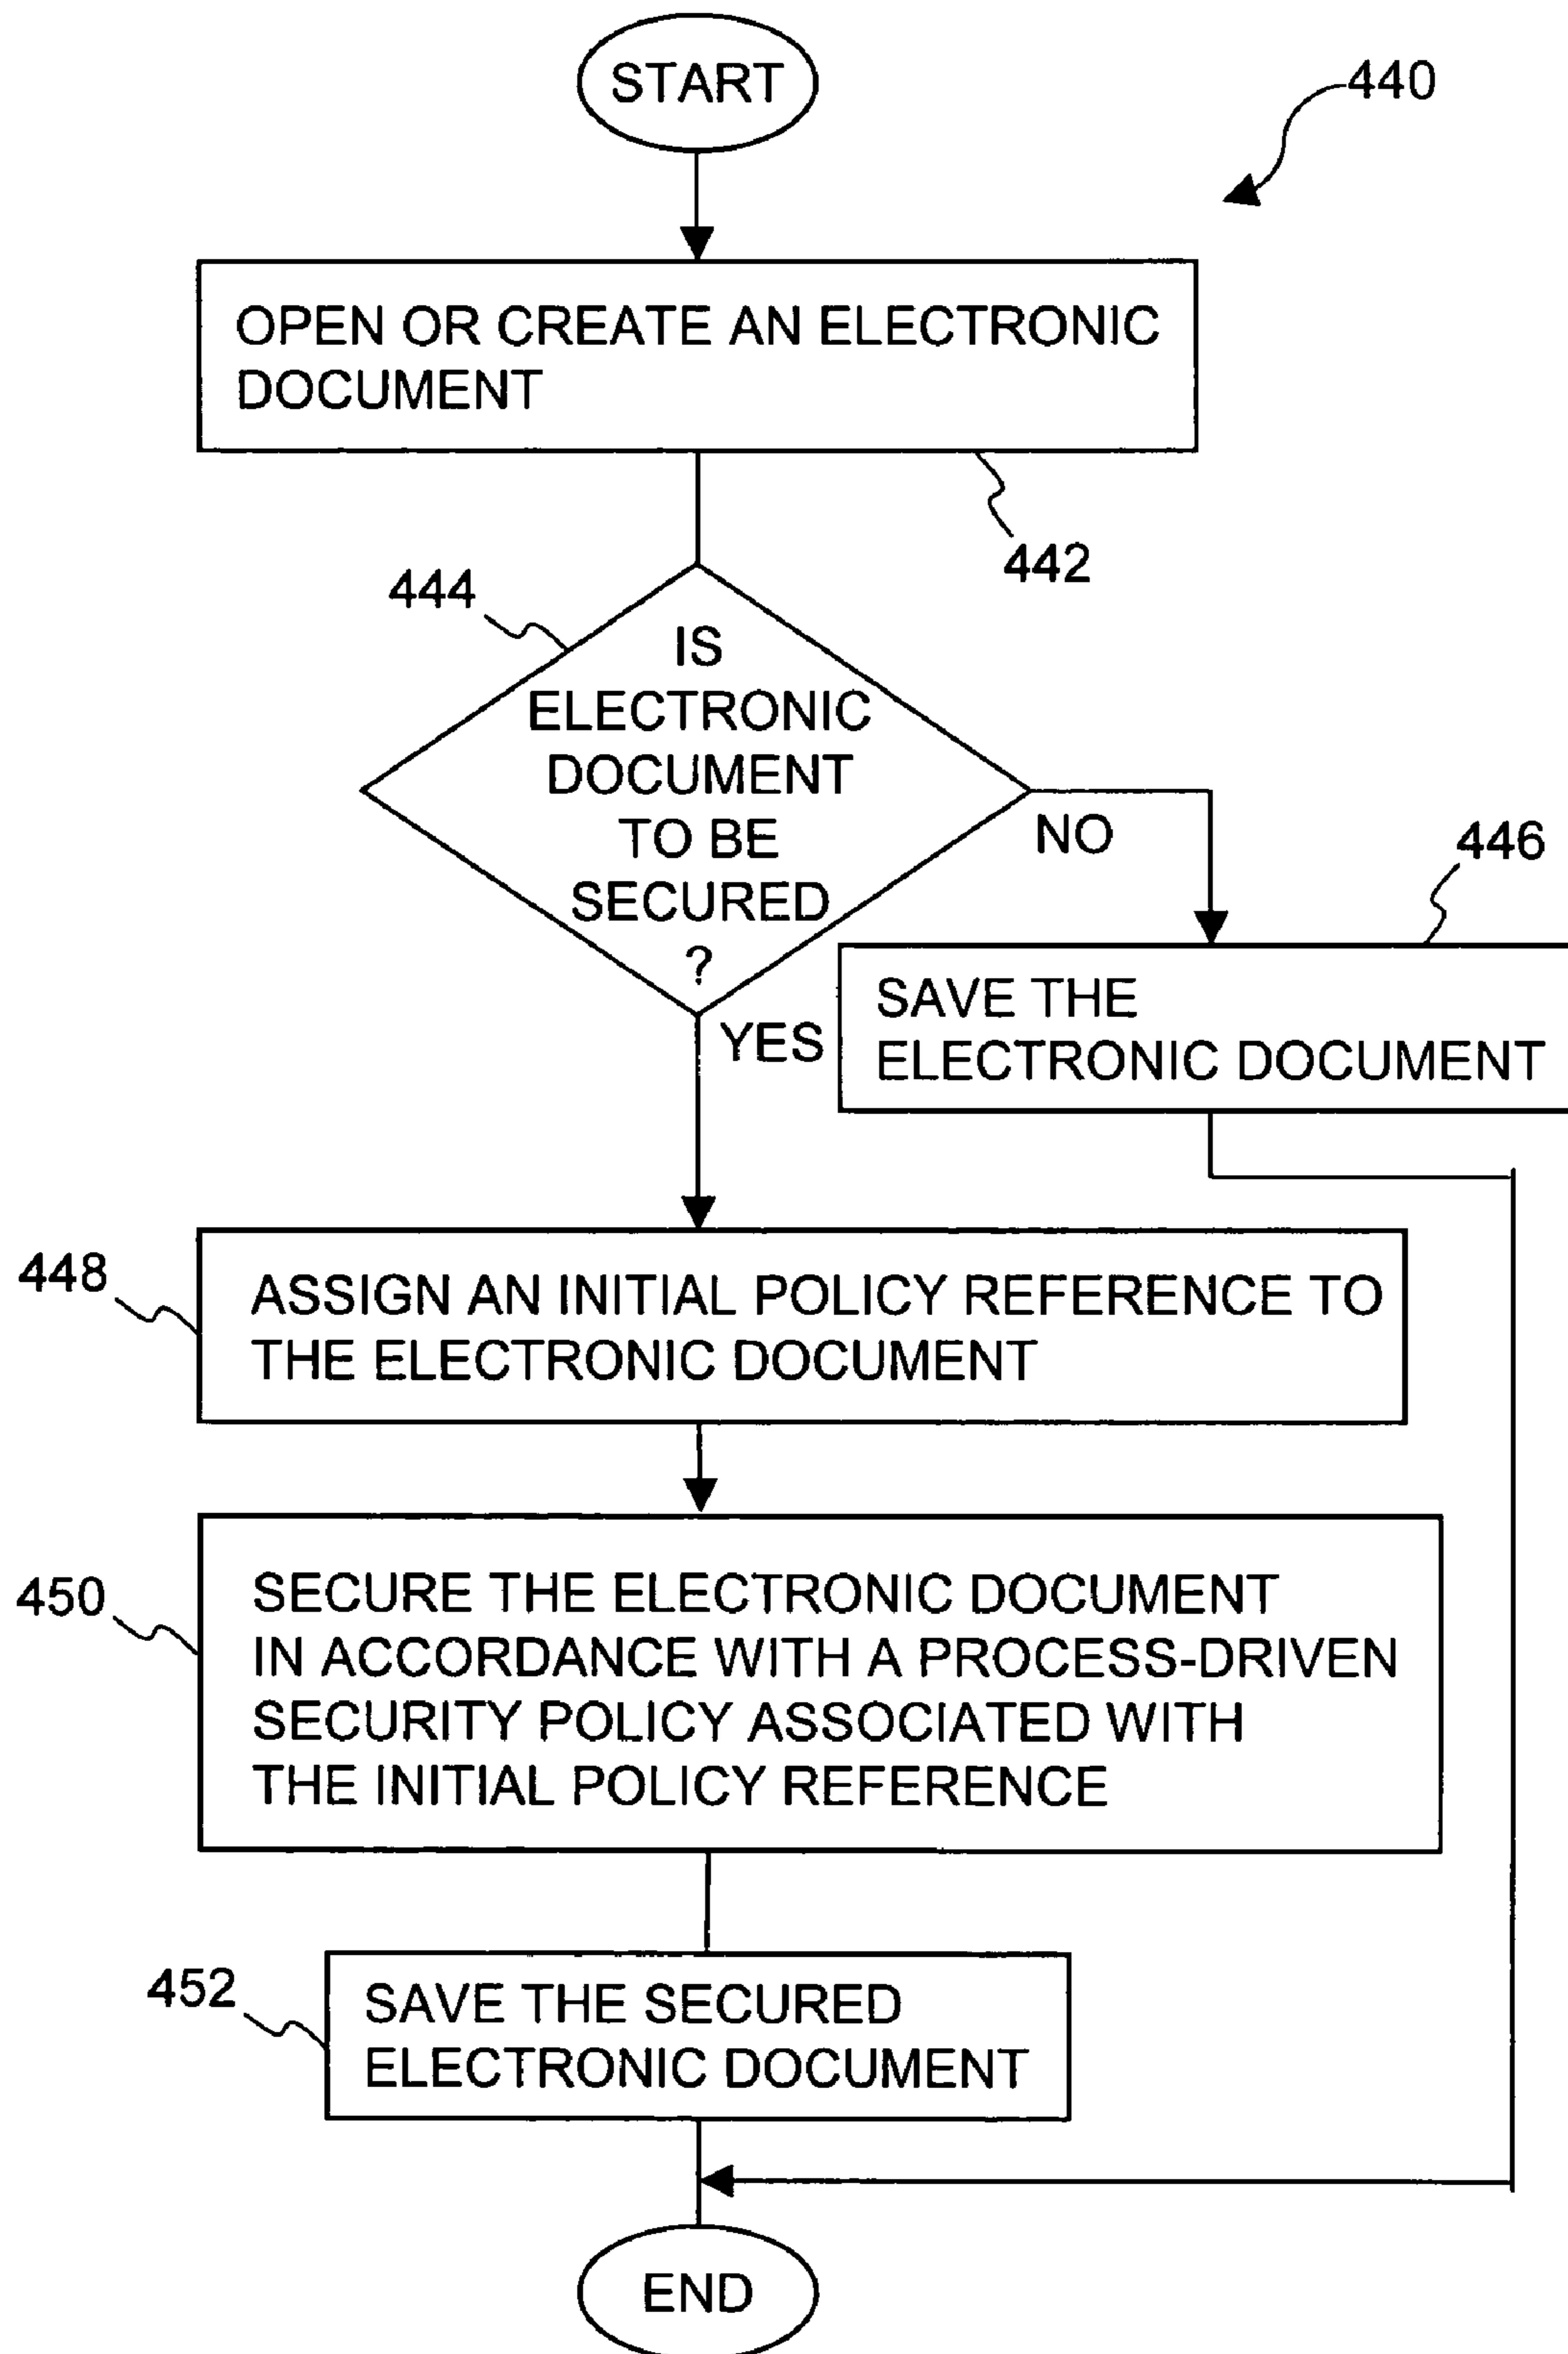 START
440
OPEN OR CREATE AN ELECTRONIC
DOCUMENT
442
444
IS
ELECTRONIC
DOCUMENT
TO BE
SECURED
?
NO
YES
446
SAVE THE
ELECTRONIC DOCUMENT
448
ASSIGN AN INITIAL POLICY REFERENCE TO
THE ELECTRONIC DOCUMENT
450
SECURE THE ELECTRONIC DOCUMENT
IN ACCORDANCE WITH A PROCESS-DRIVEN
SECURITY POLICY ASSOCIATED WITH
THE INITIAL POLICY REFERENCE
452
SAVE THE SECURED
ELECTRONIC DOCUMENT
END